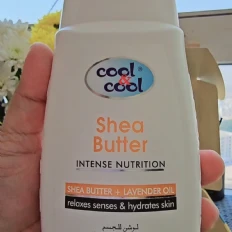 cool
& cool
Shea
Butter
INTENSE NUTRITION
SHEA BUTTER + LAVENDER OIL
relaxes senses & hydrates skin
لوشن للجسم